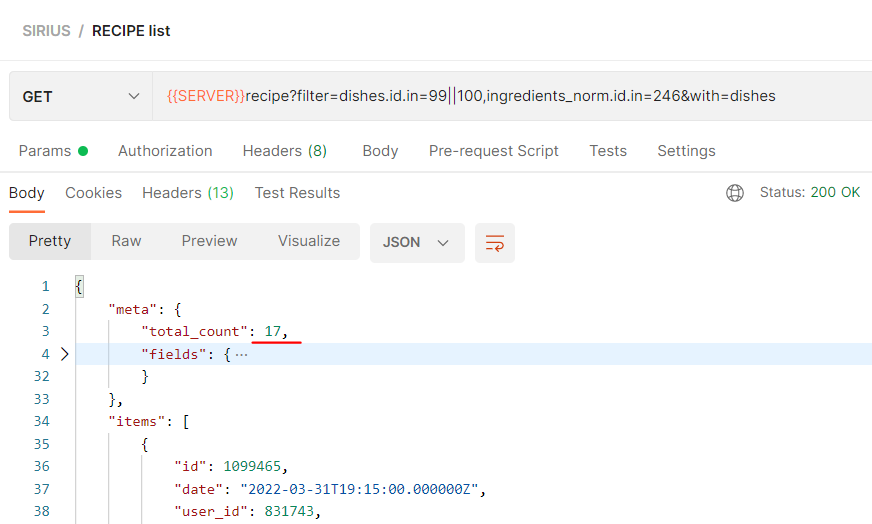 SIRIUS / RECIPE list
GET {{SERVER}}recipe?filter=dishes.id.in=99||100,ingredients_norm.id.in=246&with=dishes
Params Authorization Headers (8) Body Pre-request Script Tests Settings
Body Cookies Headers (13) Test Results Status: 200 OK
Pretty Raw Preview Visualize JSON
1 {
2 "meta": {
3 "total_count": 17,
4 "fields": { ...
32 }
33 },
34 "items": [
35 {
36 "id": 1099465,
37 "date": "2022-03-31T19:15:00.000000Z",
38 "user_id": 831743,